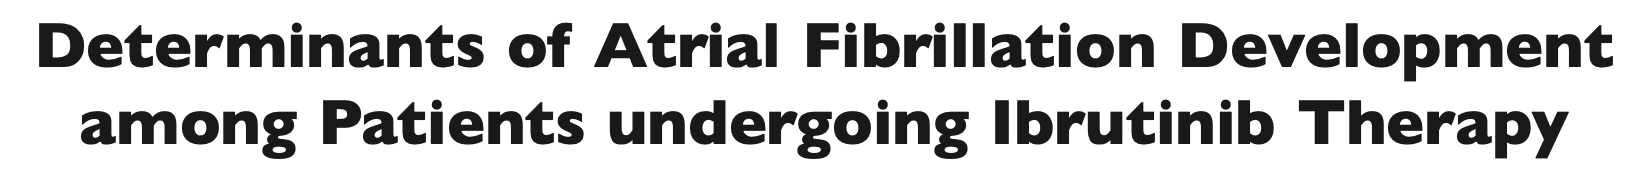 Determinants of Atrial Fibrillation Development
among Patients undergoing Ibrutinib Therapy